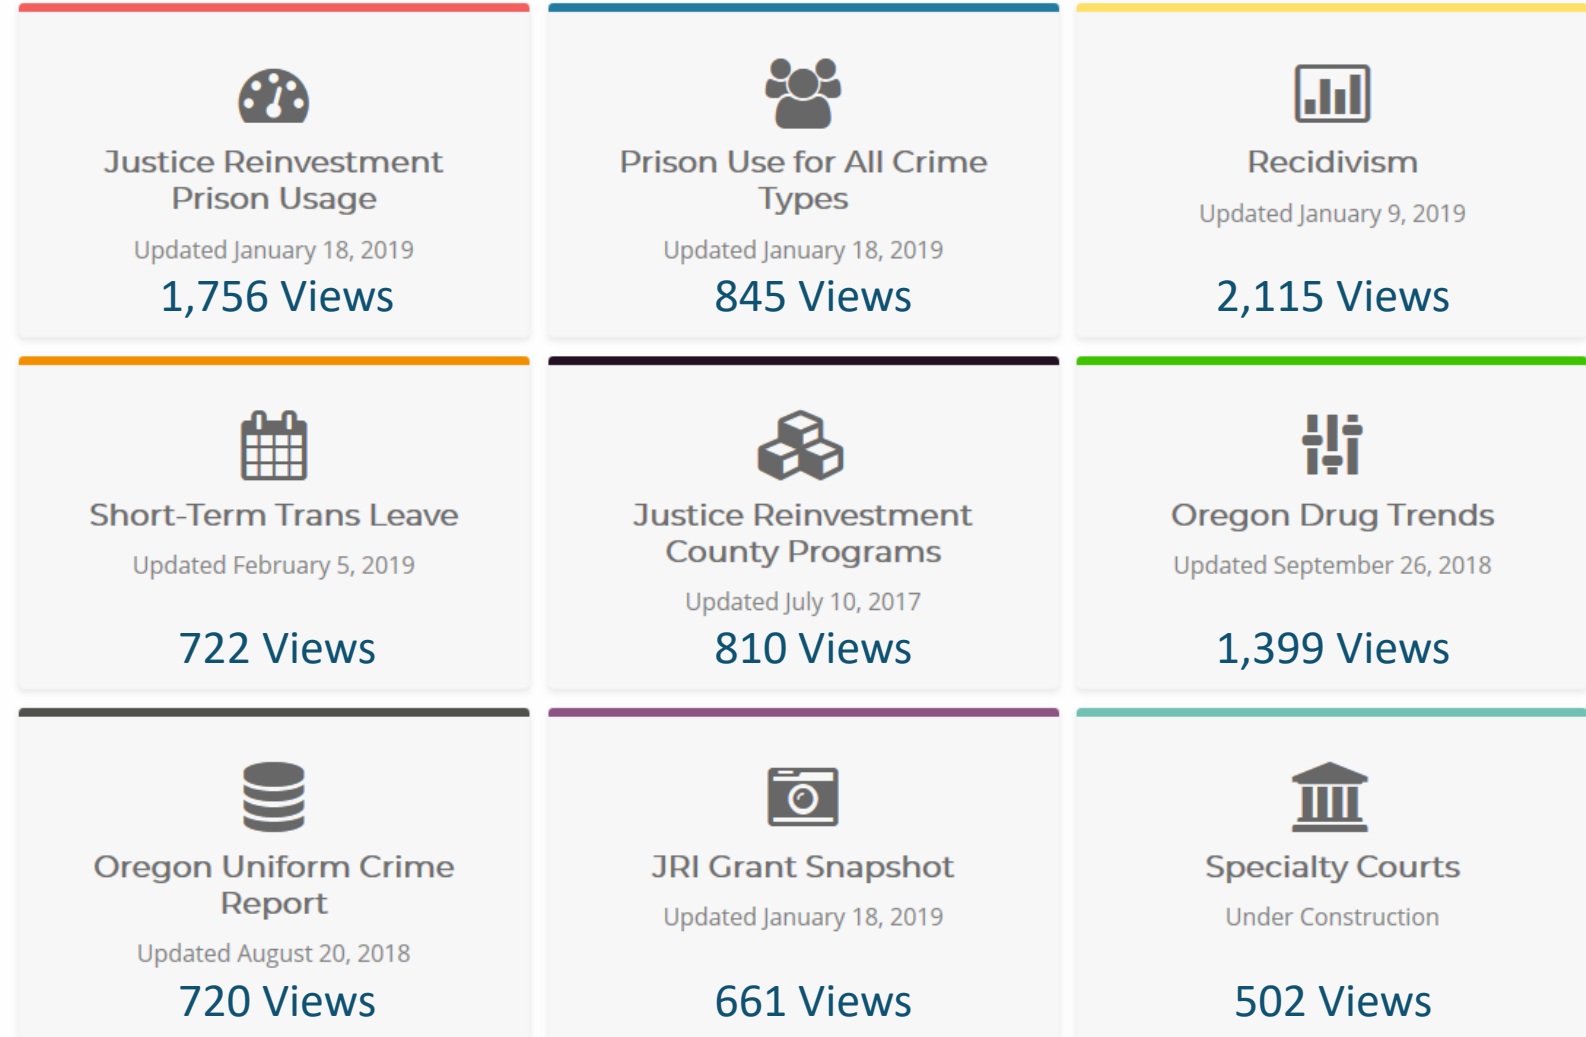 Justice Reinvestment
Prison Usage
Updated January 18, 2019
1,756 Views
Prison Use for All Crime
Types
Updated January 18, 2019
845 Views
Recidivism
Updated January 9, 2019
2,115 Views
Short-Term Trans Leave
Updated February 5, 2019
722 Views
Justice Reinvestment
County Programs
Updated July 10, 2017
810 Views
Oregon Drug Trends
Updated September 26, 2018
1,399 Views
Oregon Uniform Crime
Report
Updated August 20, 2018
720 Views
JRI Grant Snapshot
Updated January 18, 2019
661 Views
Specialty Courts
Under Construction
502 Views